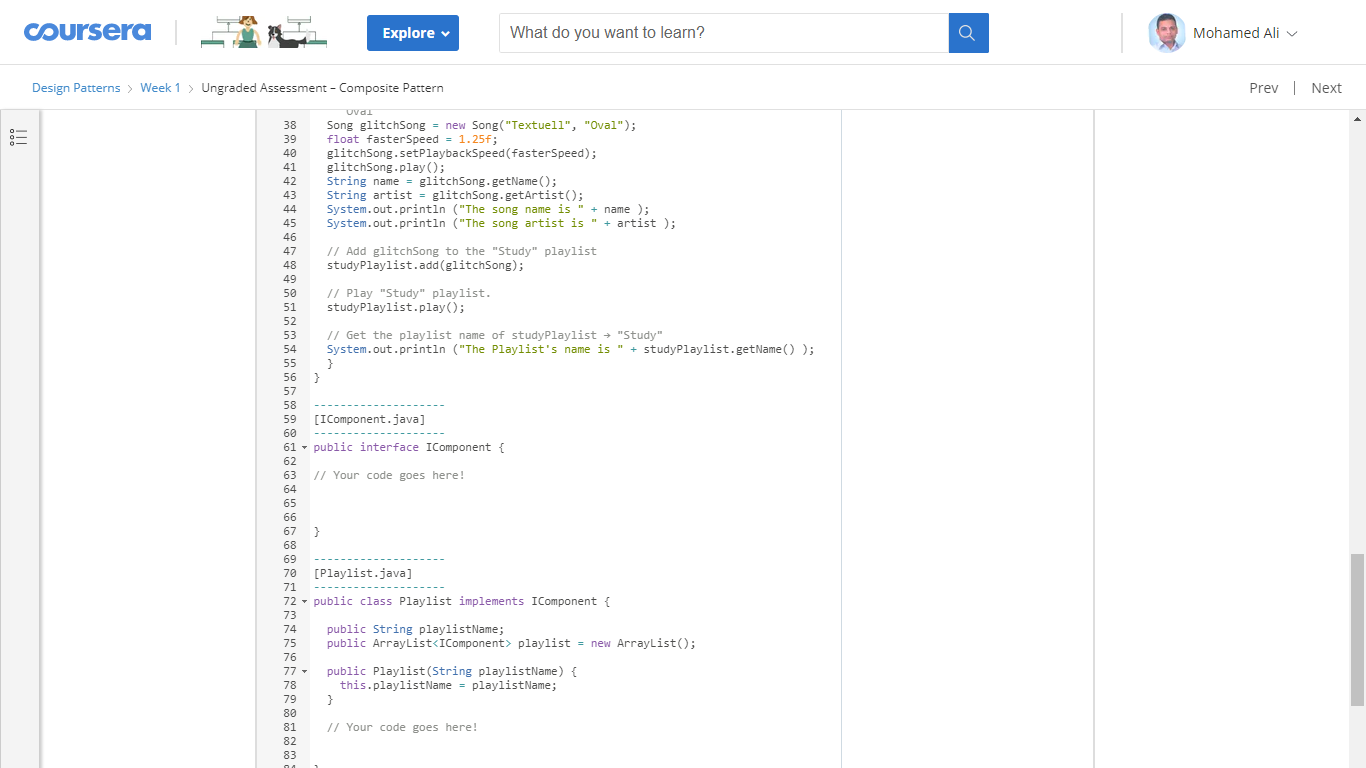 coursera
Explore
What do you want to learn?
Mohamed Ali
Design Patterns > Week 1 > Ungraded Assessment – Composite Pattern
Prev | Next
Oval
38 Song glitchSong = new Song("Textuell", "Oval");
39 float fasterSpeed = 1.25f;
40 glitchSong.setPlaybackSpeed(fasterSpeed);
41 glitchSong.play();
42 String name = glitchSong.getName();
43 String artist = glitchSong.getArtist();
44 System.out.println ("The song name is " + name );
45 System.out.println ("The song artist is " + artist );
46
47 // Add glitchSong to the "Study" playlist
48 studyPlaylist.add(glitchSong);
49
50 // Play "Study" playlist.
51 studyPlaylist.play();
52
53 // Get the playlist name of studyPlaylist → "Study"
54 System.out.println ("The Playlist's name is " + studyPlaylist.getName() );
55 }
56 }
57
58 --------------------
59 [IComponent.java]
60 --------------------
61 public interface IComponent {
62
63 // Your code goes here!
64
65
66
67 }
68
69 --------------------
70 [Playlist.java]
71 --------------------
72 public class Playlist implements IComponent {
73
74 public String playlistName;
75 public ArrayList<IComponent> playlist = new ArrayList();
76
77 public Playlist(String playlistName) {
78 this.playlistName = playlistName;
79 }
80
81 // Your code goes here!
82
83
84 }